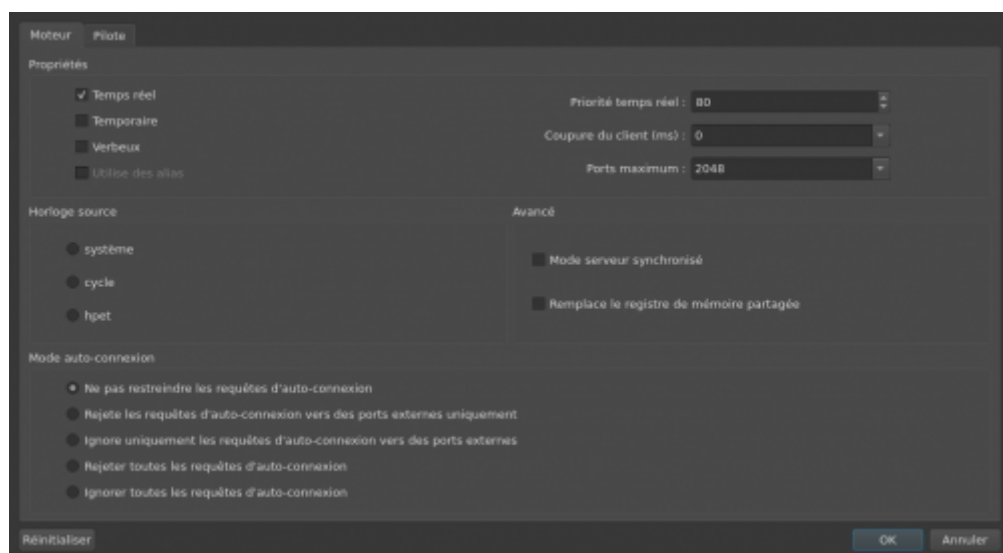 Moteur Pilote
Propriétés
Temps réel
Priorité temps réel : 80
Temporaire
Coupure du client (ms) : 0
Verbeux
Ports maximum : 2048
Utilise des alias
Horloge source
Avancé
système
Mode serveur synchronisé
cycle
Remplace le registre de mémoire partagée
hpet
Mode auto-connexion
Ne pas restreindre les requêtes d'auto-connexion
Rejete les requêtes d'auto-connexion vers des ports externes uniquement
Ignore uniquement les requêtes d'auto-connexion vers des ports externes
Rejeter toutes les requêtes d'auto-connexion
Ignorer toutes les requêtes d'auto-connexion
Réinitialiser
OK
Annuler